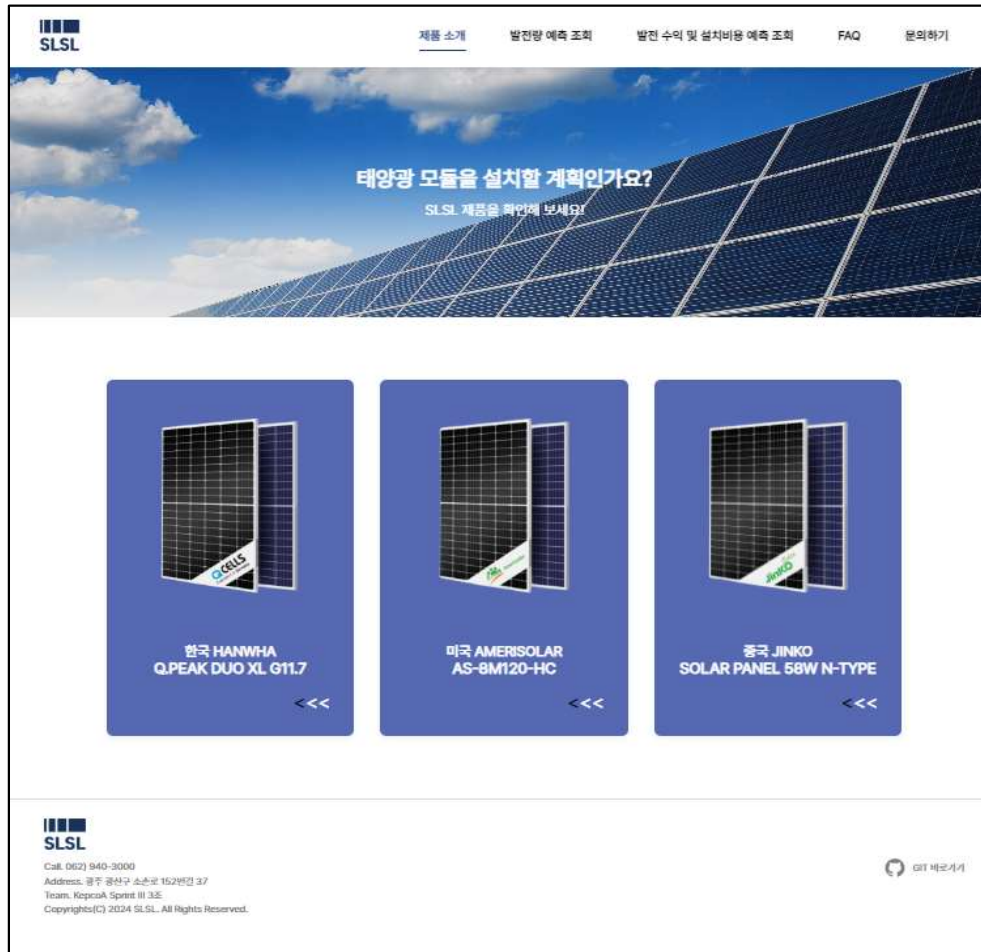 SLSL
제품 소개
발전량 예측 조회
발전 수익 및 설치비용 예측 조회
FAQ
문의하기
태양광 모듈을 설치할 계획인가요?
SLSL 제품을 확인해 보세요!
Q CELLS
JinKO
한국 HANWHA
Q.PEAK DUO XL G11.7
<<<
미국 AMERISOLAR
AS-8M120-HC
<<<
중국 JINKO
SOLAR PANEL 58W N-TYPE
<<<
SLSL
Call. 062) 940-3000
Address. 광주 광산구 소촌로 152번길 37
Team. KepcoA Sprint III 3조
Copyrights(C) 2024 SLSL. All Rights Reserved.
GIT 바로가기